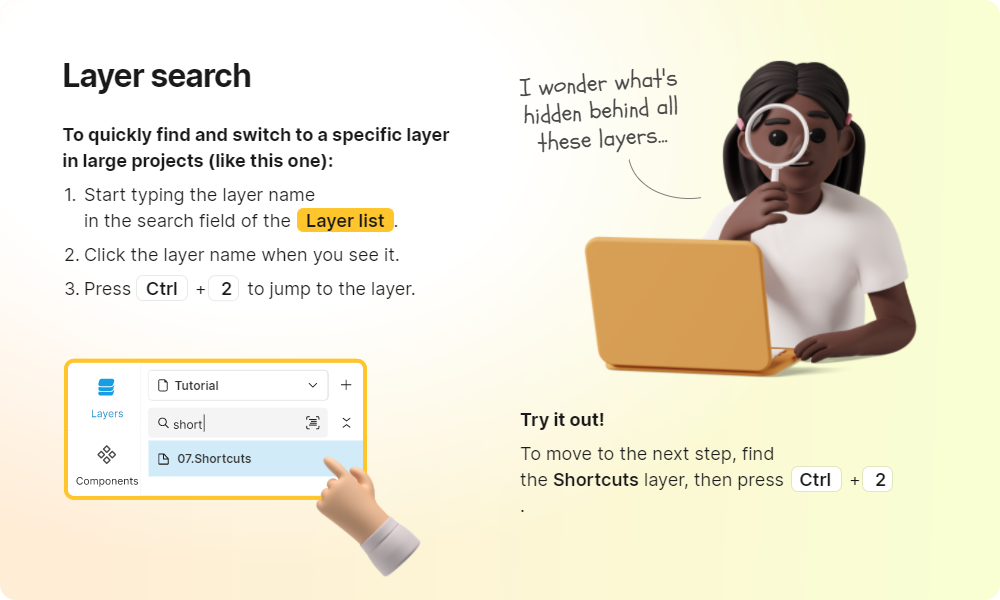 Layer search
To quickly find and switch to a specific layer
in large projects (like this one):
1. Start typing the layer name
in the search field of the Layer list.
2. Click the layer name when you see it.
3. Press Ctrl + 2 to jump to the layer.
Layers
Components
Tutorial
short
07.Shortcuts
I wonder what's
hidden behind all
these layers...
Try it out!
To move to the next step, find
the Shortcuts layer, then press Ctrl + 2
.